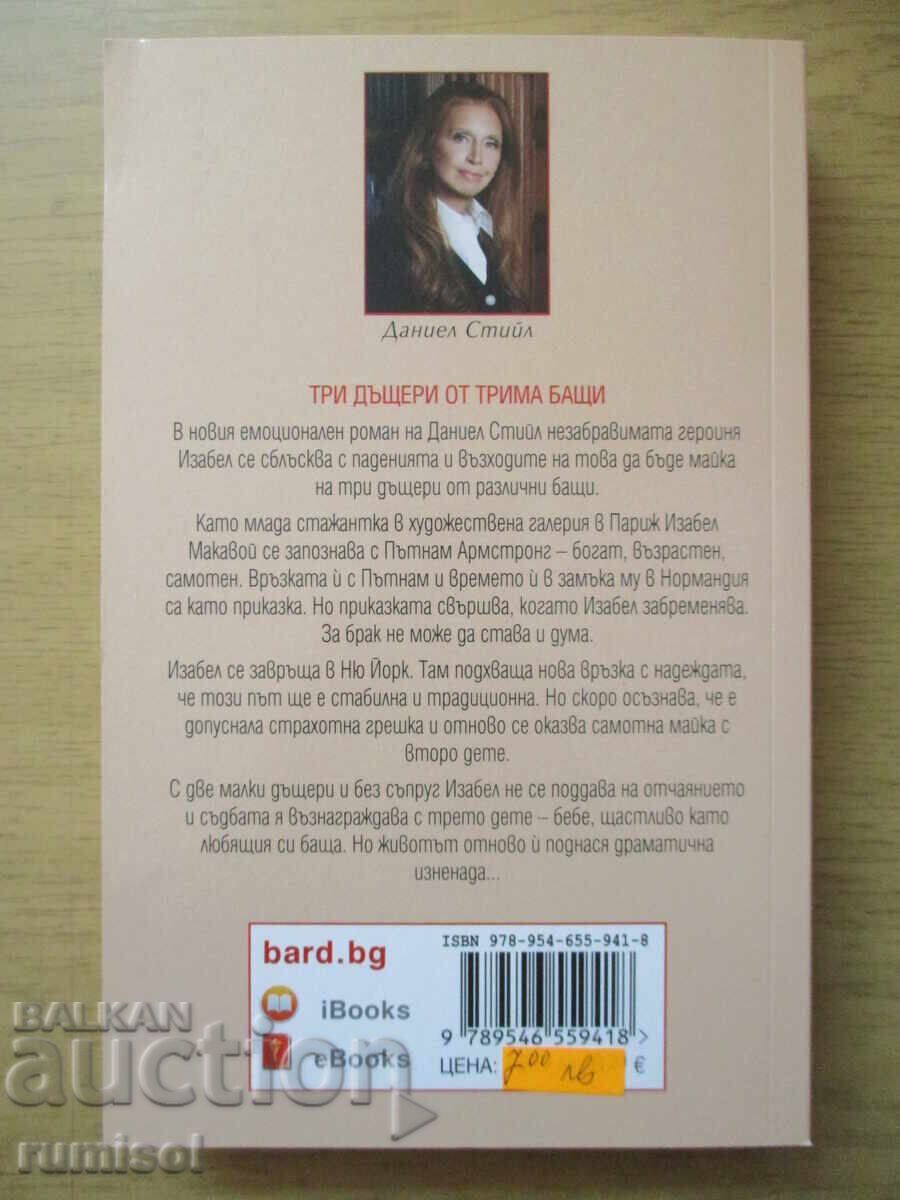 Даниел Стийл
ТРИ ДЪЩЕРИ ОТ ТРИМА БАЩИ
В новия емоционален роман на Даниел Стийл незабравимата героиня
Изабел се сблъсква с паденията и възходите на това да бъде майка
на три дъщери от различни бащи.
Като млада стажантка в художествена галерия в Париж Изабел
Макавой се запознава с Пътнам Армстронг – богат, възрастен,
самотен. Връзката ѝ с Пътнам и времето ѝ в замъка му в Нормандия
са като приказка. Но приказката свършва, когато Изабел забременява.
За брак не може да става и дума.
Изабел се завръща в Ню Йорк. Там подхваща нова връзка с надеждата,
че този път ще е стабилна и традиционна. Но скоро осъзнава, че е
допуснала страхотна грешка и отново се оказва самотна майка с
второ дете.
С две малки дъщери и без съпруг Изабел не се поддава на отчаянието
и съдбата я възнаграждава с трето дете – бебе, щастливо като
любящия си баща. Но животът отново ѝ поднася драматична
изненада...
bard.bg
iBooks
eBooks
ISBN 978-954-655-941-8
9 789546 559418 >
ЦЕНА: 7 00 лв €
BALKAN
auction
rumisol